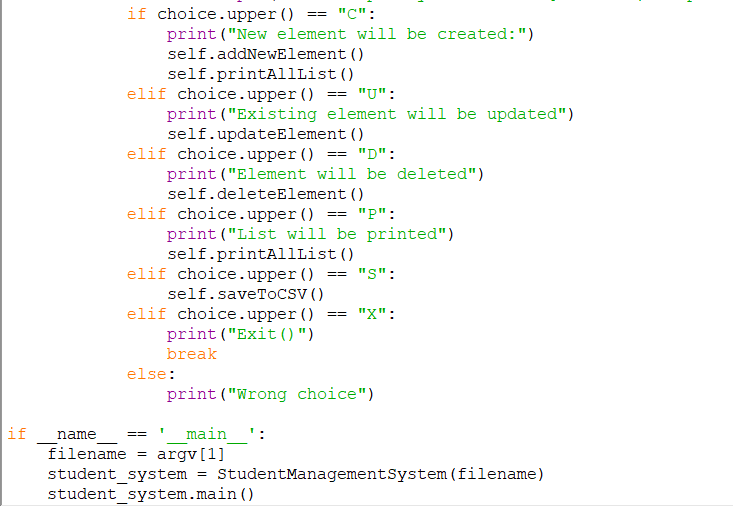 if choice.upper() == "C":
print("New element will be created:")
self.addNewElement()
self.printAllList()
elif choice.upper() == "U":
print("Existing element will be updated")
self.updateElement()
elif choice.upper() == "D":
print("Element will be deleted")
self.deleteElement()
elif choice.upper() == "P":
print("List will be printed")
self.printAllList()
elif choice.upper() == "S":
self.saveToCSV()
elif choice.upper() == "X":
print("Exit()")
break
else:
print("Wrong choice")
if __name__ == '__main__':
filename = argv[1]
student_system = StudentManagementSystem(filename)
student_system.main()